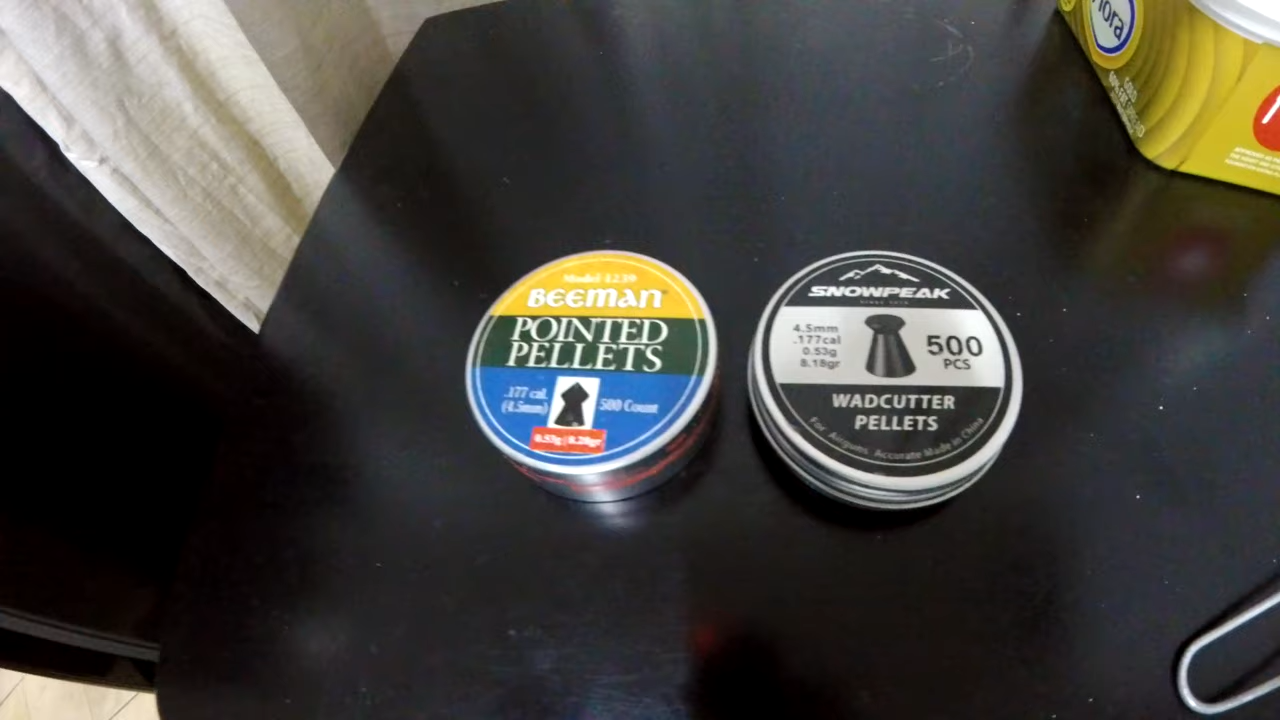 Model 1239
BEEMAN
POINTED
PELLETS
.177 cal.
(4.5mm)
500 Count
0.53g | 8.20gr
SNOWPEAK
4.5mm
.177cal
0.53g
8.18gr
500
PCS
WADCUTTER
PELLETS
For Airguns Accurate Made in China
flora